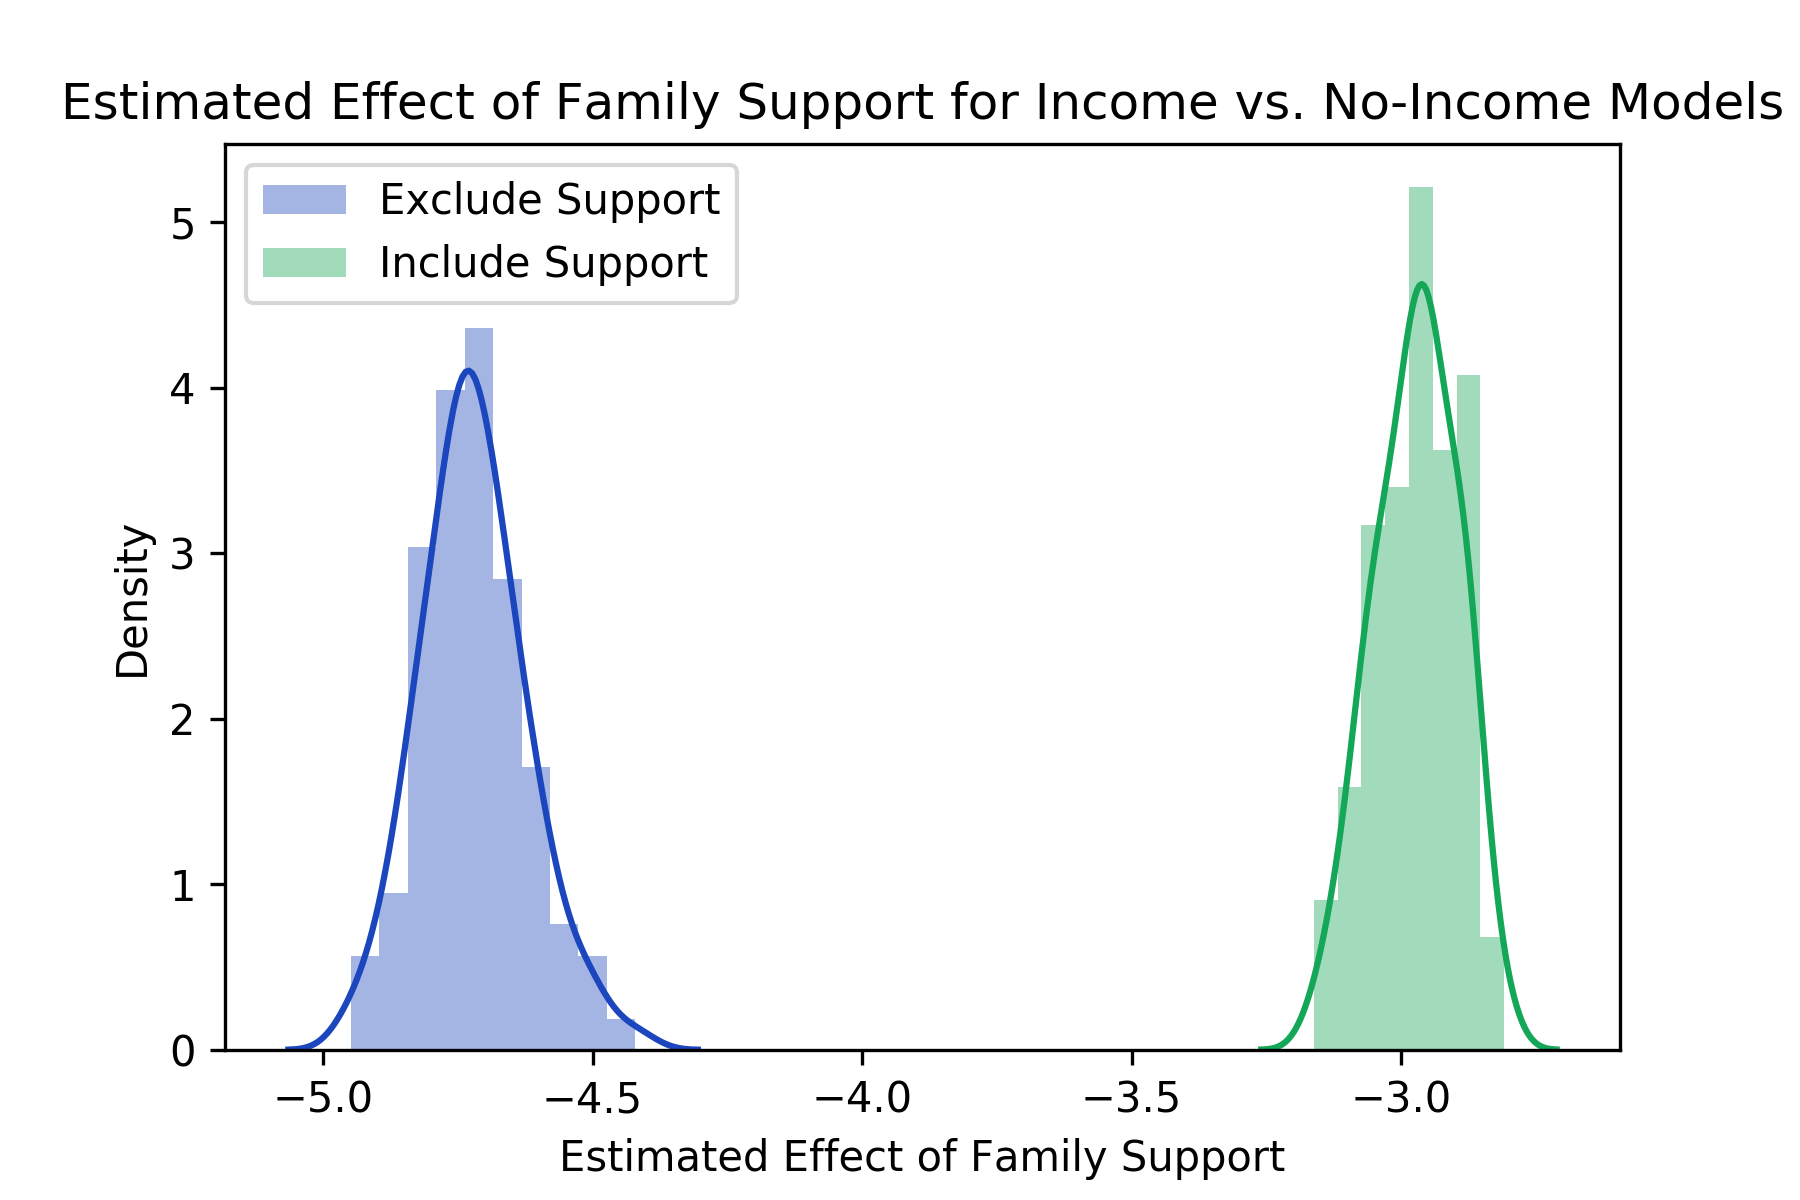 Estimated Effect of Family Support for Income vs. No-Income Models
Exclude Support
Include Support
Density
5
4
3
2
1
0
−5.0
−4.5
−4.0
−3.5
−3.0
Estimated Effect of Family Support